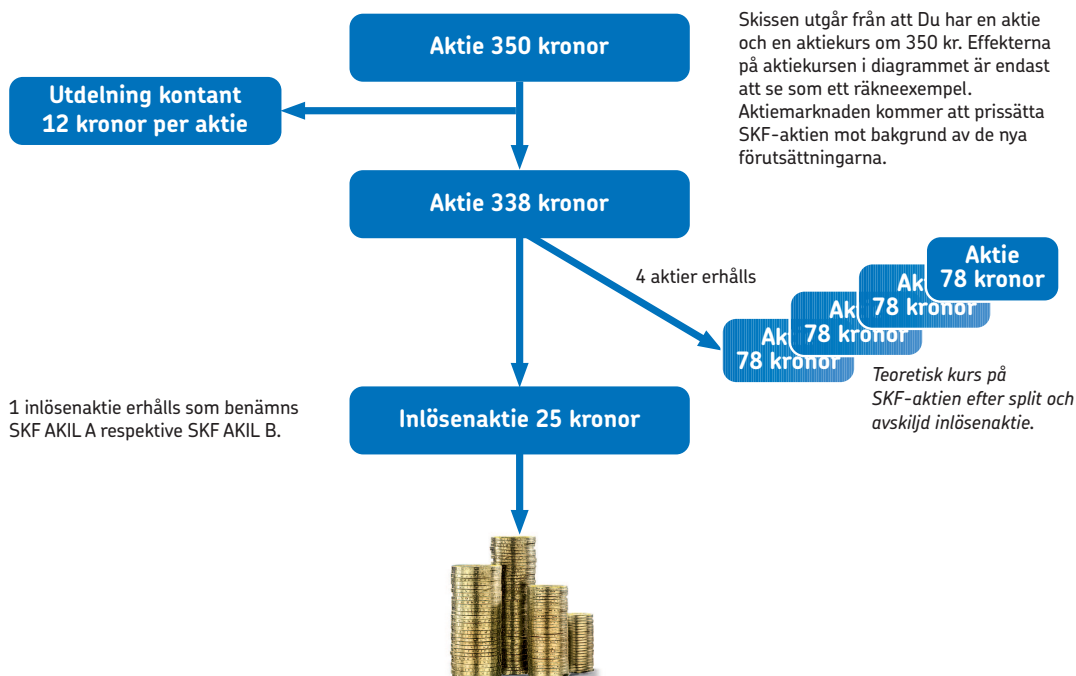 Aktie 350 kronor
Skissen utgår från att Du har en aktie
och en aktiekurs om 350 kr. Effekterna
på aktiekursen i diagrammet är endast
att se som ett räkneexempel.
Aktiemarknaden kommer att prissätta
SKF-aktien mot bakgrund av de nya
förutsättningarna.
Utdelning kontant
12 kronor per aktie
Aktie 338 kronor
4 aktier erhålls
Aktie
78 kronor
Akt
78 kronor
Akt
78 kronor
Akt
78 kronor
Teoretisk kurs på
SKF-aktien efter split och
avskiljd inlösenaktie.
1 inlösenaktie erhålls som benämns
SKF AKIL A respektive SKF AKIL B.
Inlösenaktie 25 kronor